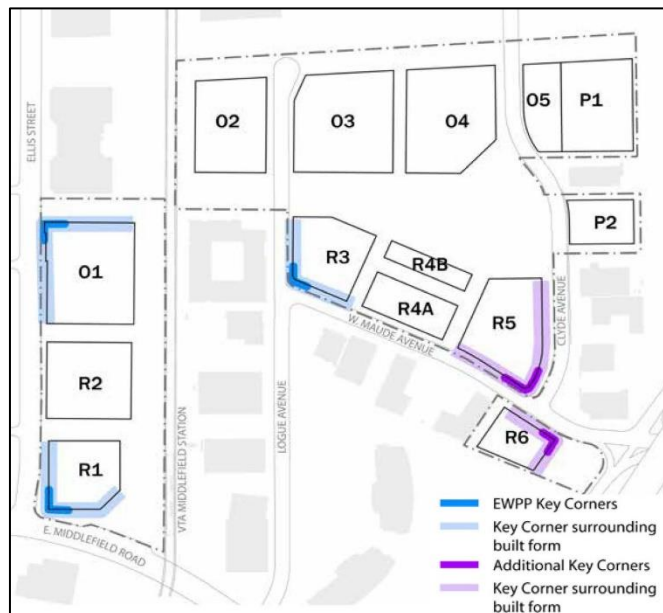 ELLIS STREET
O2
O3
O4
O5
P1
P2
O1
R3
R4B
R4A
R5
W. MAUDE AVENUE
CLYDE AVENUE
R2
R1
R6
VTA MIDDLEFIELD STATION
LOGUE AVENUE
E. MIDDLEFIELD ROAD
EWPP Key Corners
Key Corner surrounding
built form
Additional Key Corners
Key Corner surrounding
built form